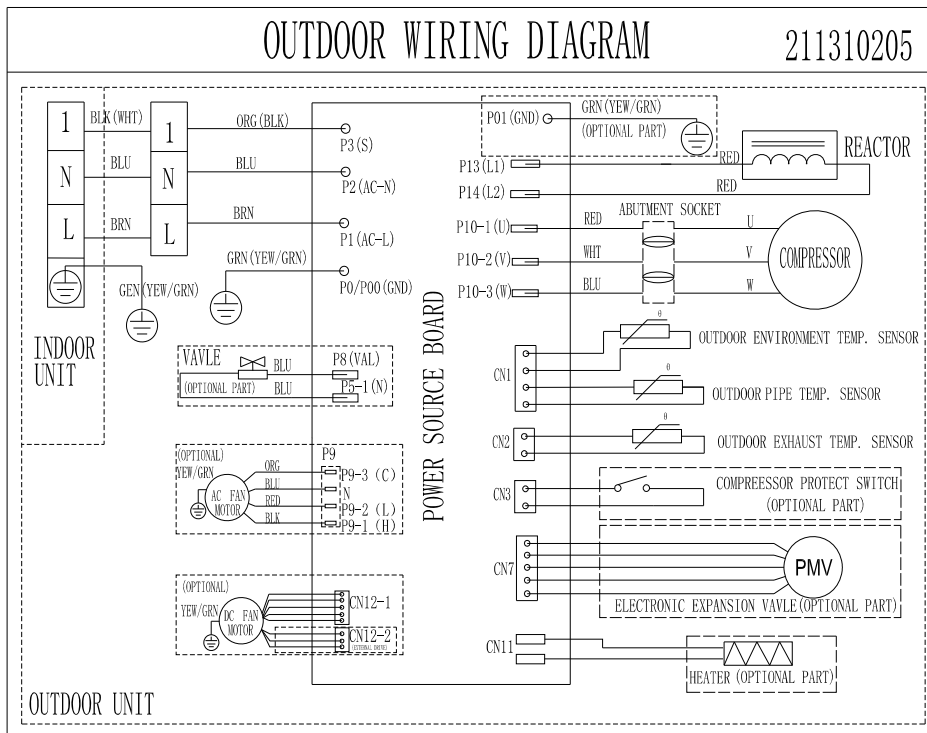 OUTDOOR WIRING DIAGRAM
211310205
1
N
L
BLK(WHT)
BLU
BRN
GEN(YEW/GRN)
INDOOR
UNIT
1
N
L
ORG(BLK)
P3(S)
BLU
P2(AC-N)
BRN
P1(AC-L)
GRN(YEW/GRN)
P0/P00(GND)
VAVLE
(OPTIONAL PART)
BLU
BLU
P8(VAL)
P5-1(N)
(OPTIONAL)
YEW/GRN
AC FAN
MOTOR
ORG
BLU
RED
BLK
P9
P9-3 (C)
N
P9-2 (L)
P9-1 (H)
(OPTIONAL)
YEW/GRN
DC FAN
MOTOR
CN12-1
CN12-2
(EXTERNAL DRIVE)
OUTDOOR UNIT
POWER SOURCE BOARD
P01(GND)
GRN(YEW/GRN)
(OPTIONAL PART)
P13(L1)
RED
REACTOR
P14(L2)
RED
P10-1(U)
RED
ABUTMENT SOCKET
U
P10-2(V)
WHT
V
COMPRESSOR
P10-3(W)
BLU
W
CN1
θ
OUTDOOR ENVIRONMENT TEMP. SENSOR
θ
OUTDOOR PIPE TEMP. SENSOR
CN2
θ
OUTDOOR EXHAUST TEMP. SENSOR
CN3
COMPREESSOR PROTECT SWITCH
(OPTIONAL PART)
CN7
PMV
ELECTRONIC EXPANSION VAVLE(OPTIONAL PART)
CN11
HEATER(OPTIONAL PART)